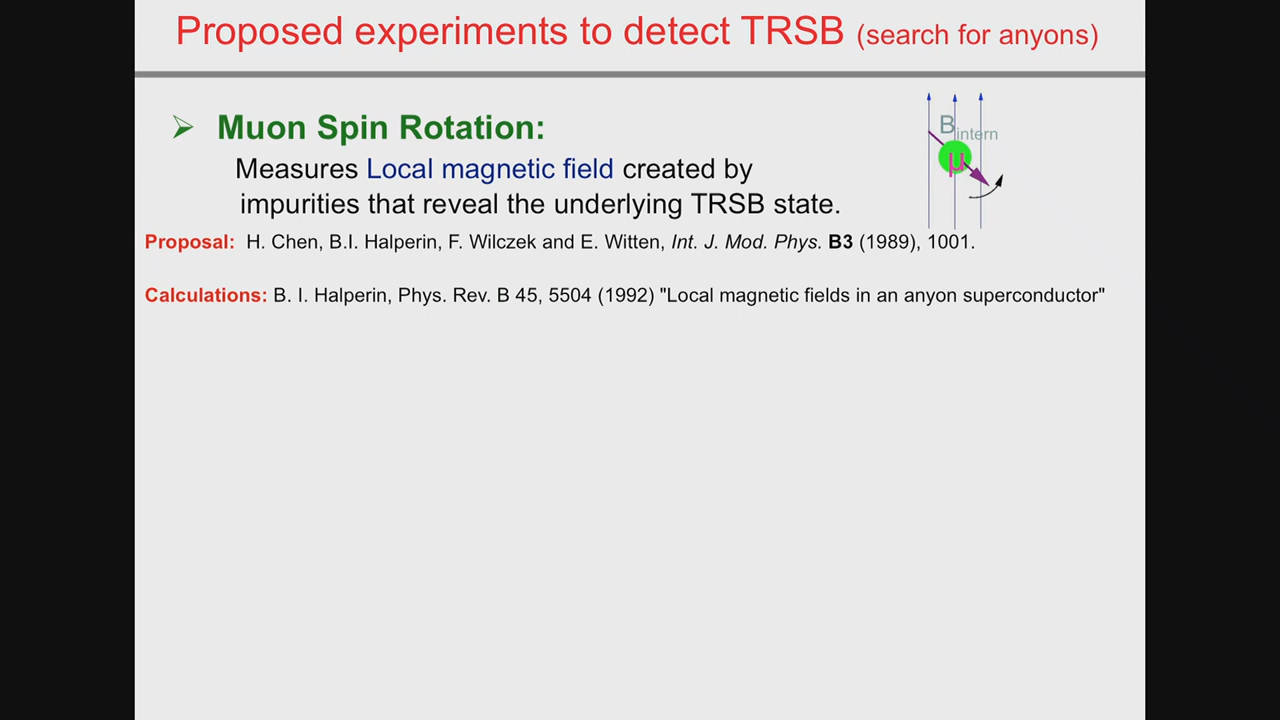 Proposed experiments to detect TRSB (search for anyons)
➢ Muon Spin Rotation:
Measures Local magnetic field created by
impurities that reveal the underlying TRSB state.
B intern
μ
Proposal: H. Chen, B.I. Halperin, F. Wilczek and E. Witten, Int. J. Mod. Phys. B3 (1989), 1001.
Calculations: B. I. Halperin, Phys. Rev. B 45, 5504 (1992) "Local magnetic fields in an anyon superconductor"